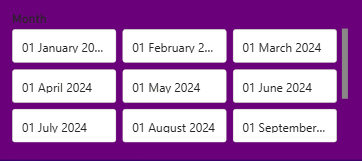 Month
01 January 20...
01 February 2...
01 March 2024
01 April 2024
01 May 2024
01 June 2024
01 July 2024
01 August 2024
01 September...